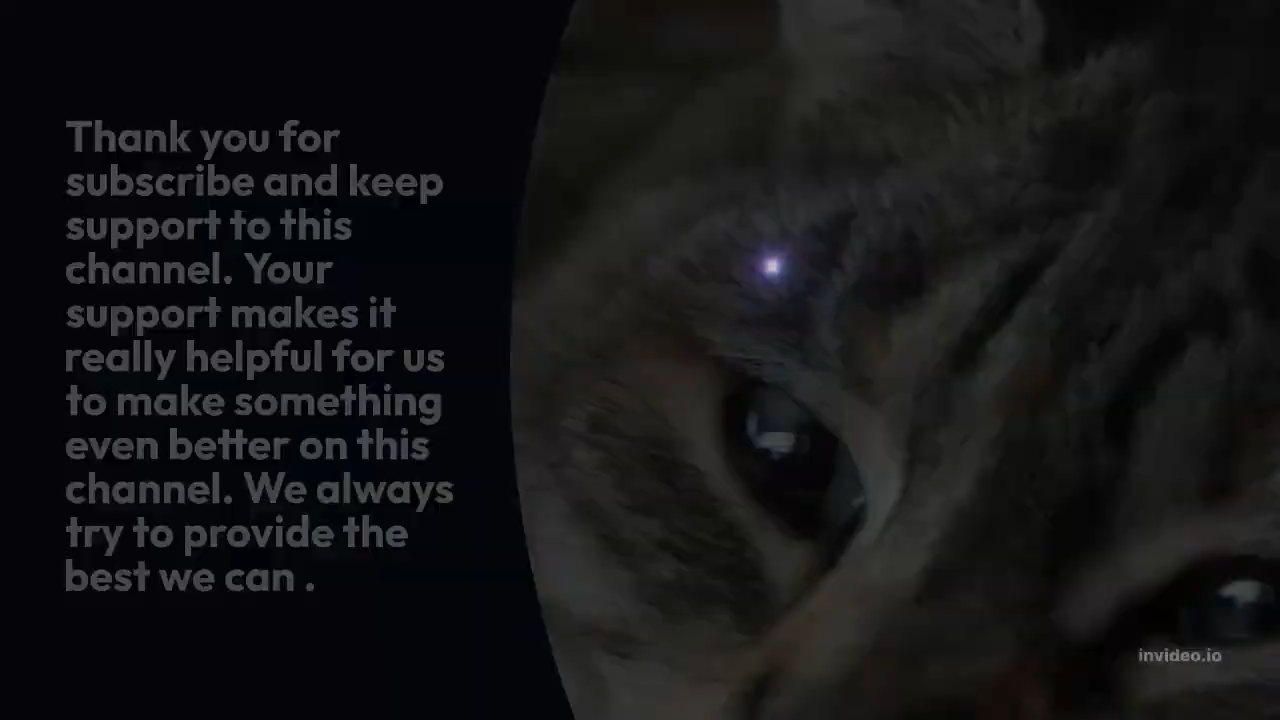 Thank you for
subscribe and keep
support to this
channel. Your
support makes it
really helpful for us
to make something
even better on this
channel. We always
try to provide the
best we can .
invideo.io